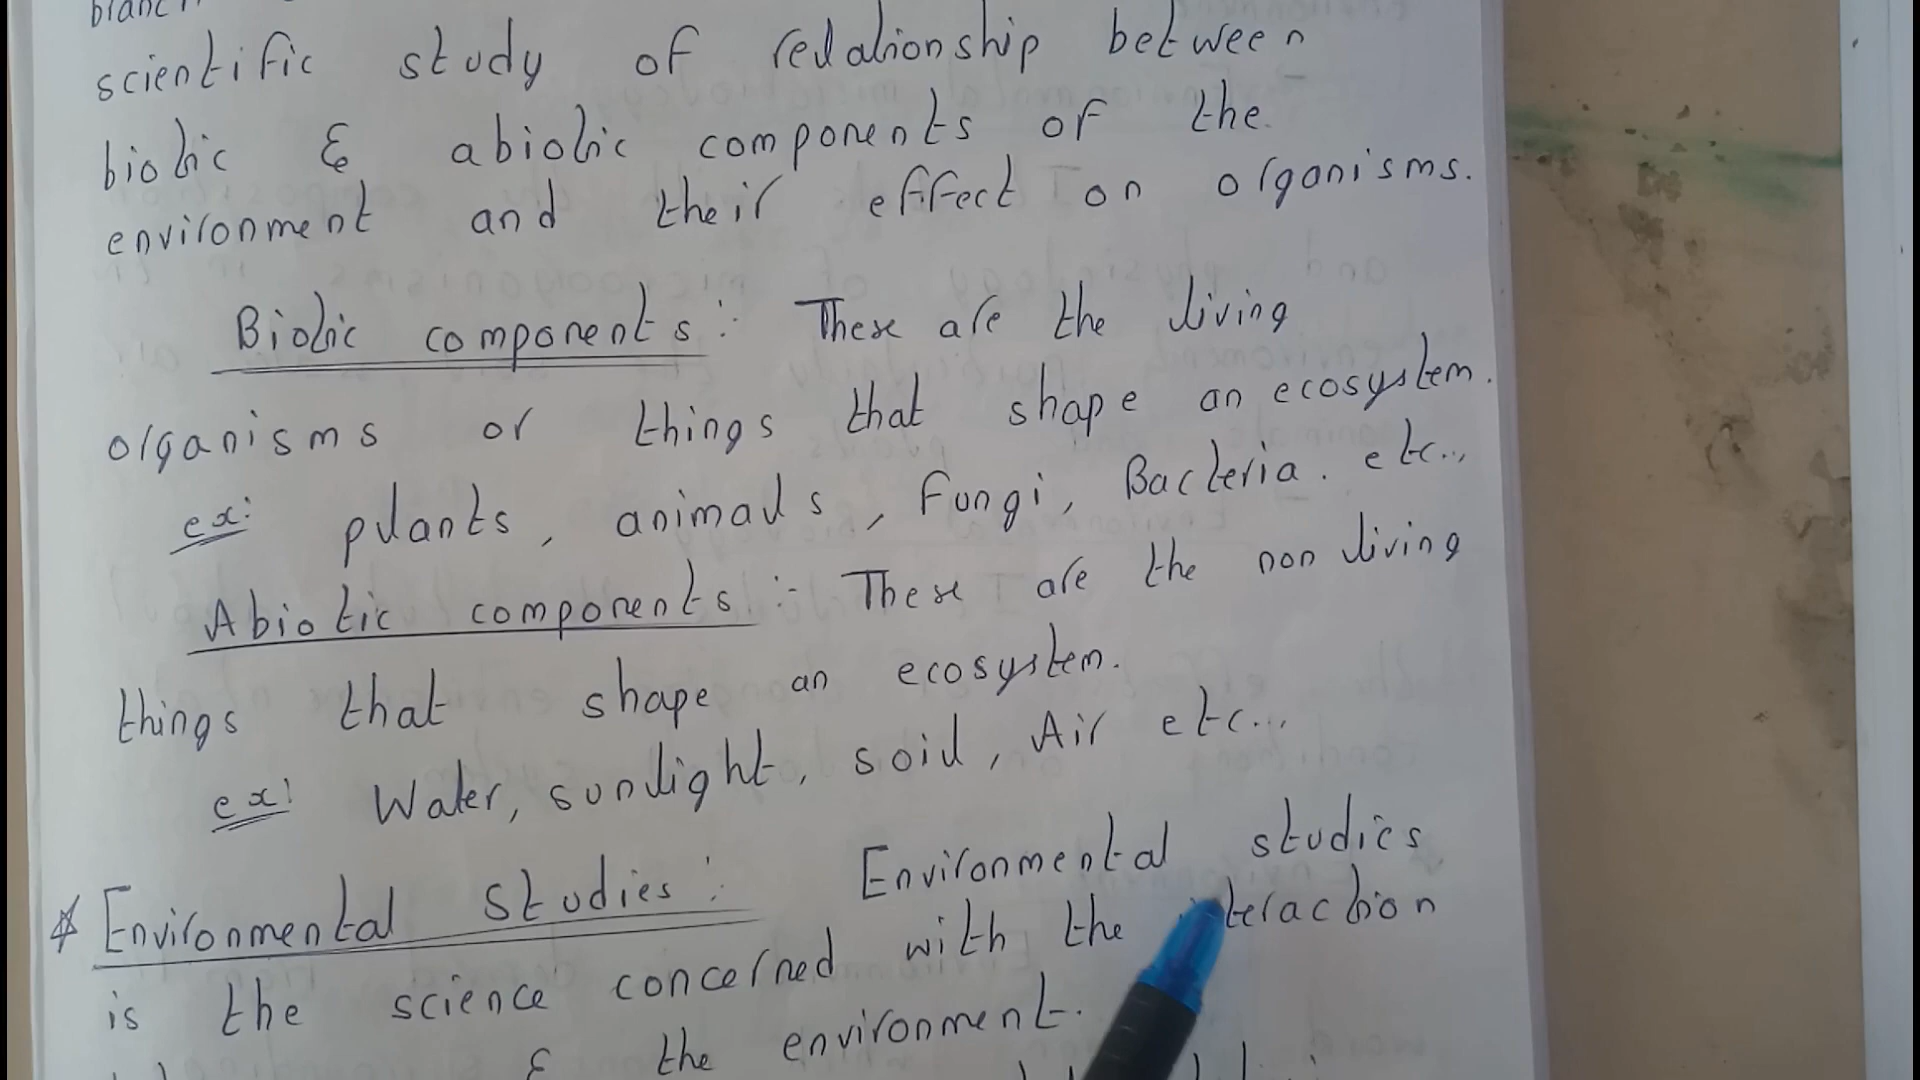 scientific study of relationship between
biotic & abiotic components of the
environment and their effect on organisms.
Biotic components :- These are the living
organisms or things that shape an ecosystem.
ex: plants, animals, Fungi, Bacteria. etc..,
Abiotic components :- These are the non living
things that shape an ecosystem.
ex: Water, sunlight, soil, Air etc...
* Environmental studies : Environmental studies
is the science concerned with the interaction
& the environment.